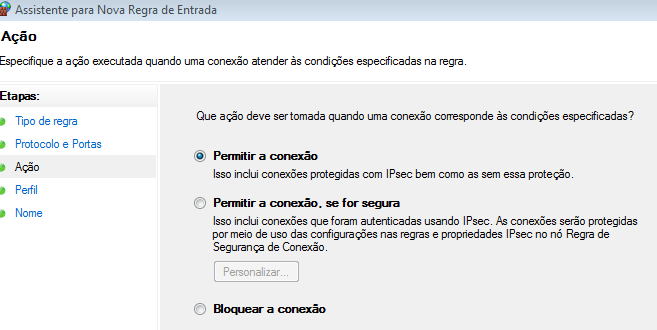 Assistente para Nova Regra de Entrada
Ação
Especifique a ação executada quando uma conexão atender às condições especificadas na regra.
Etapas:
Tipo de regra
Protocolo e Portas
Ação
Perfil
Nome
Que ação deve ser tomada quando uma conexão corresponde às condições especificadas?
Permitir a conexão
Isso inclui conexões protegidas com IPsec bem como as sem essa proteção.
Permitir a conexão, se for segura
Isso inclui conexões que foram autenticadas usando IPsec. As conexões serão protegidas
por meio de uso das configurações nas regras e propriedades IPsec no nó Regra de
Segurança de Conexão.
Personalizar...
Bloquear a conexão